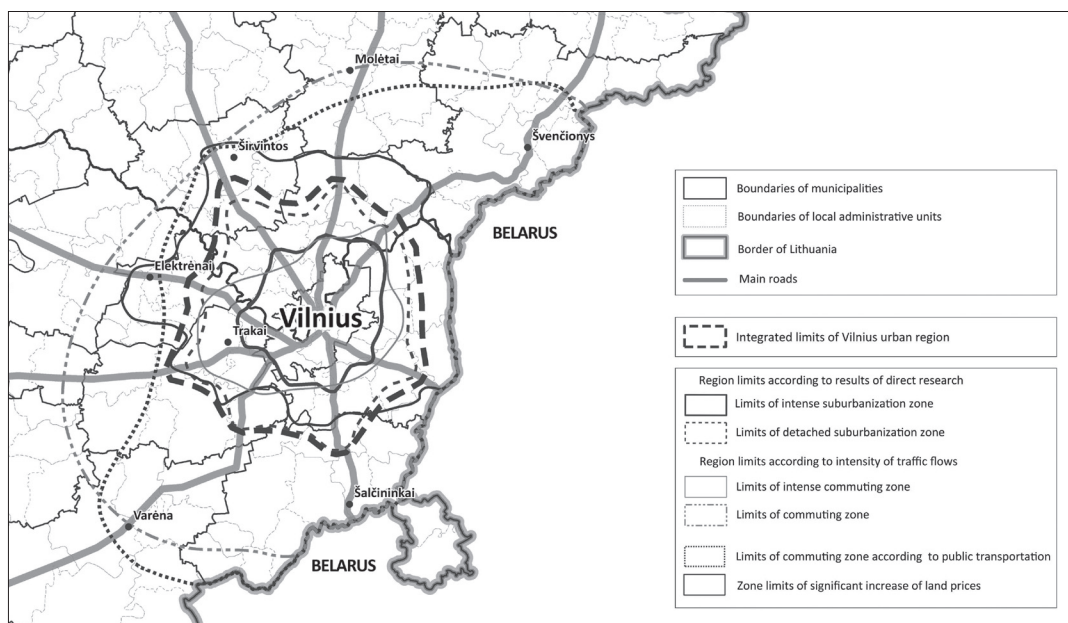 Molėtai
Širvintos
Švenčionys
BELARUS
Elektrėnai
Vilnius
Trakai
Šalčininkai
Varėna
BELARUS
Boundaries of municipalities
Boundaries of local administrative units
Border of Lithuania
Main roads
Integrated limits of Vilnius urban region
Region limits according to results of direct research
Limits of intense suburbanization zone
Limits of detached suburbanization zone
Region limits according to intensity of traffic flows
Limits of intense commuting zone
Limits of commuting zone
Limits of commuting zone according to public transportation
Zone limits of significant increase of land prices